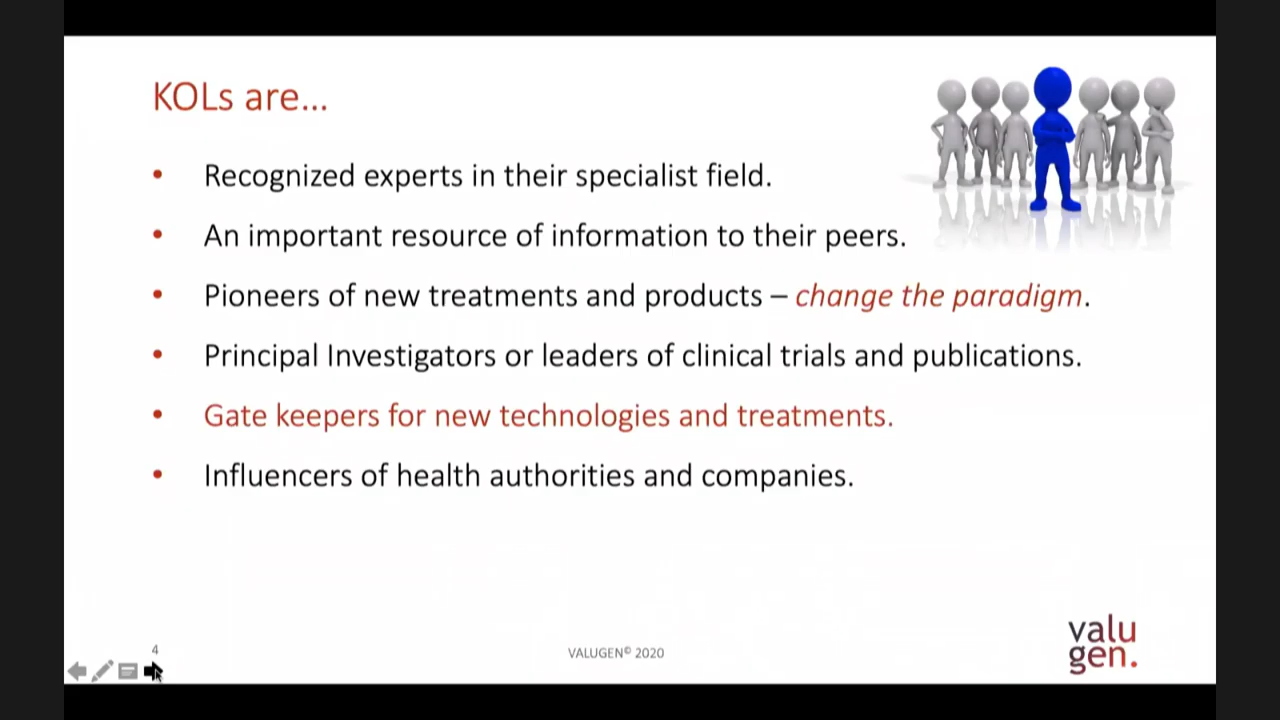 KOLs are...
• Recognized experts in their specialist field.
• An important resource of information to their peers.
• Pioneers of new treatments and products – change the paradigm.
• Principal Investigators or leaders of clinical trials and publications.
• Gate keepers for new technologies and treatments.
• Influencers of health authorities and companies.
4
VALUGEN© 2020
valu
gen.